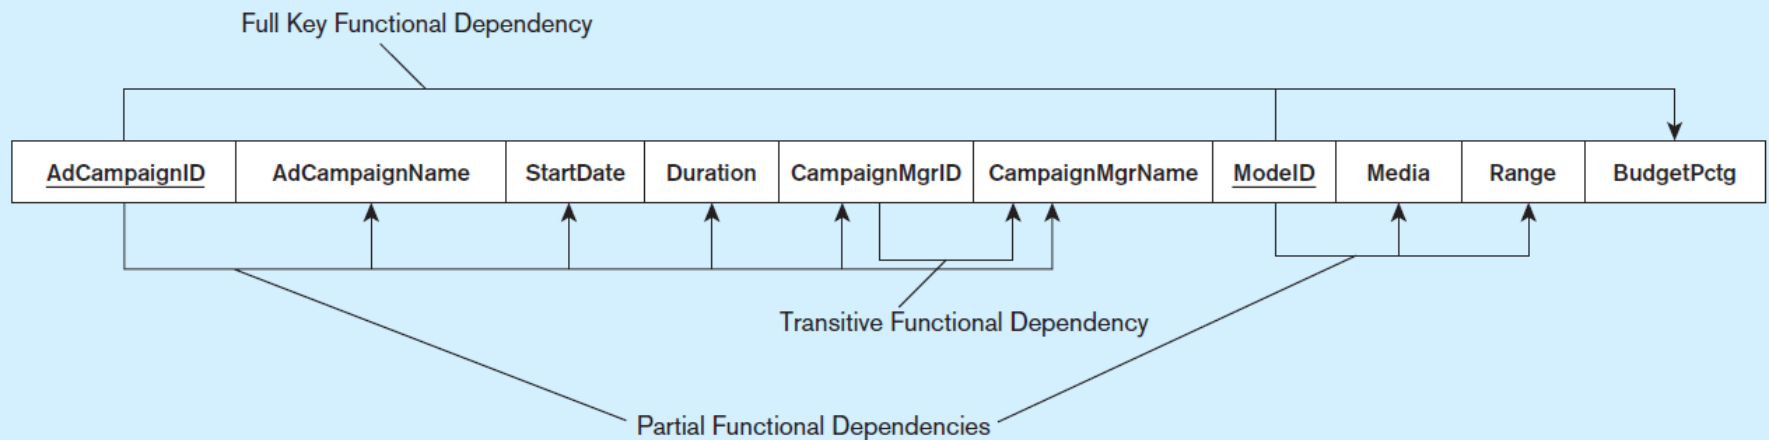 Full Key Functional Dependency
AdCampaignID AdCampaignName StartDate Duration CampaignMgrID CampaignMgrName ModeID Media Range BudgetPctg
Transitive Functional Dependency
Partial Functional Dependencies